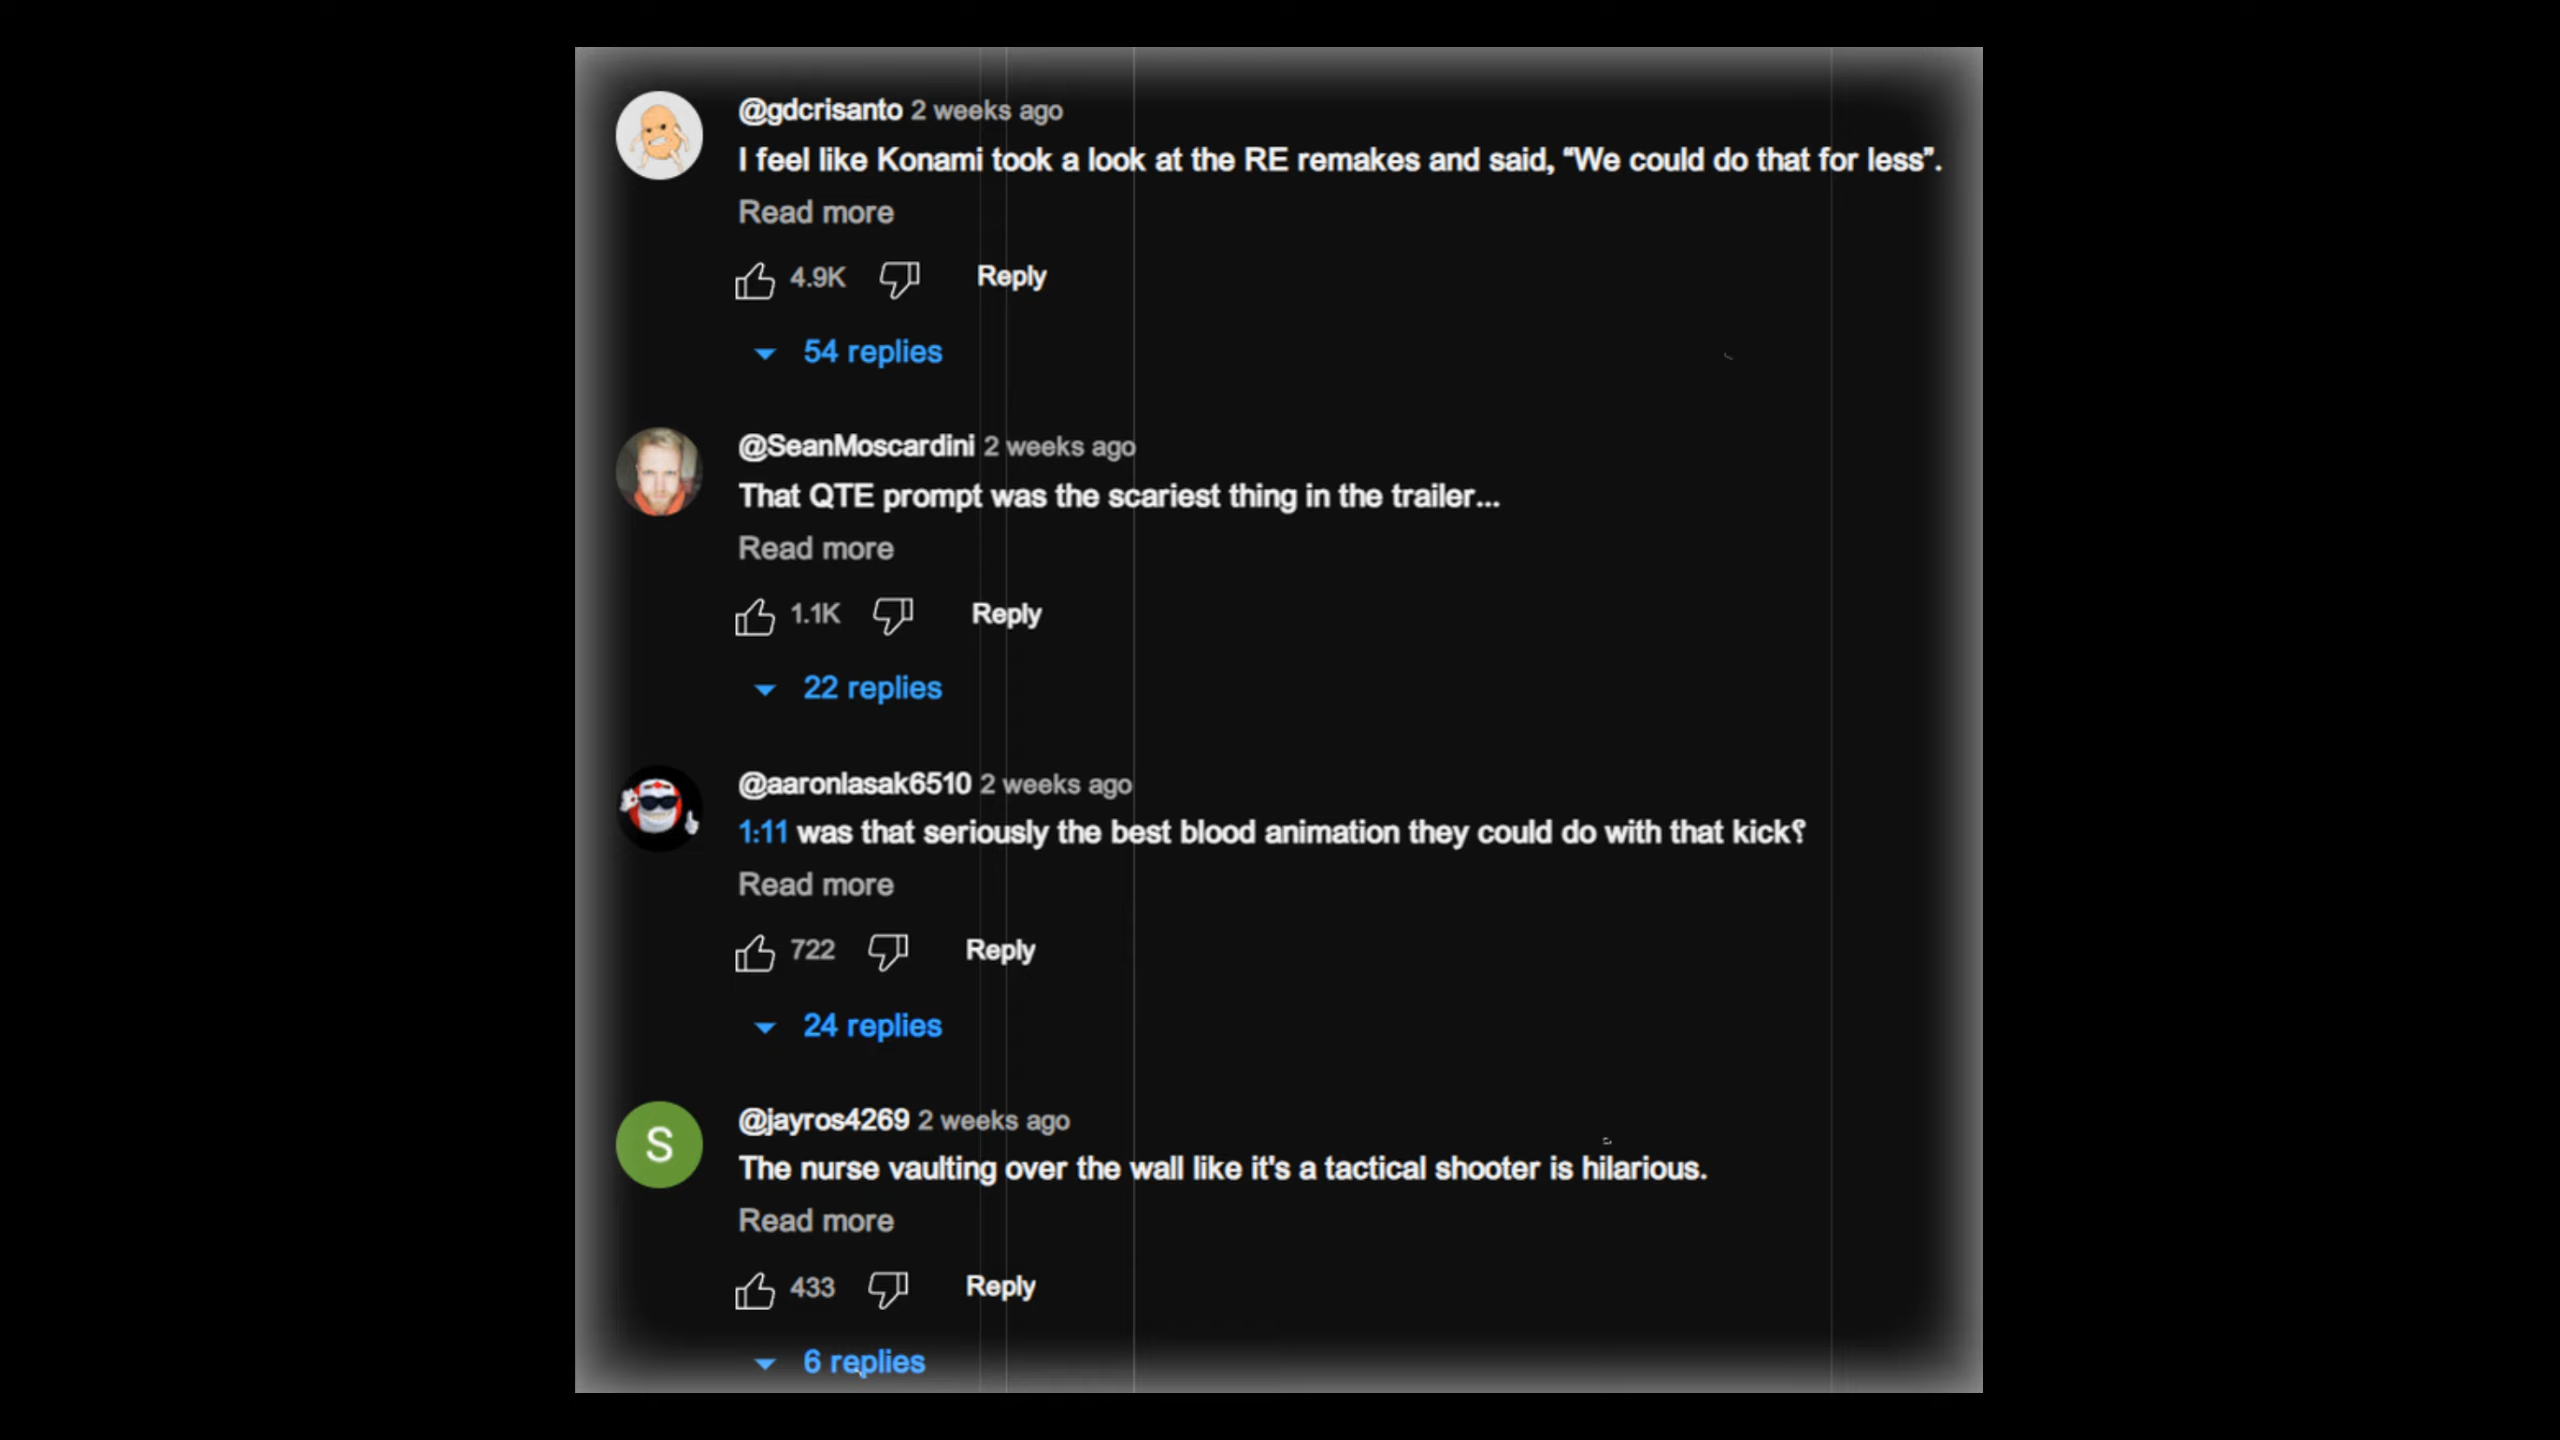 @gdcrisanto 2 weeks ago
I feel like Konami took a look at the RE remakes and said, “We could do that for less”.
Read more
4.9K Reply
54 replies
@SeanMoscardini 2 weeks ago
That QTE prompt was the scariest thing in the trailer...
Read more
1.1K Reply
22 replies
@aaronlasak6510 2 weeks ago
1:11 was that seriously the best blood animation they could do with that kick⸮
Read more
722 Reply
24 replies
S
@jayros4269 2 weeks ago
The nurse vaulting over the wall like it's a tactical shooter is hilarious.
Read more
433 Reply
6 replies